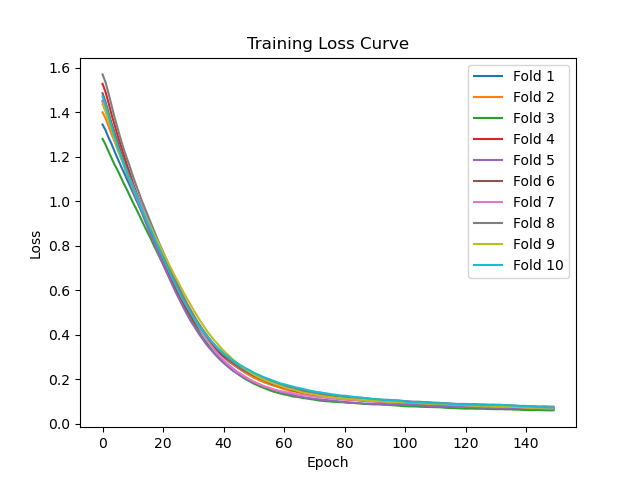 Training Loss Curve
Loss
1.6
1.4
1.2
1.0
0.8
0.6
0.4
0.2
0.0
Fold 1
Fold 2
Fold 3
Fold 4
Fold 5
Fold 6
Fold 7
Fold 8
Fold 9
Fold 10
0 20 40 60 80 100 120 140
Epoch